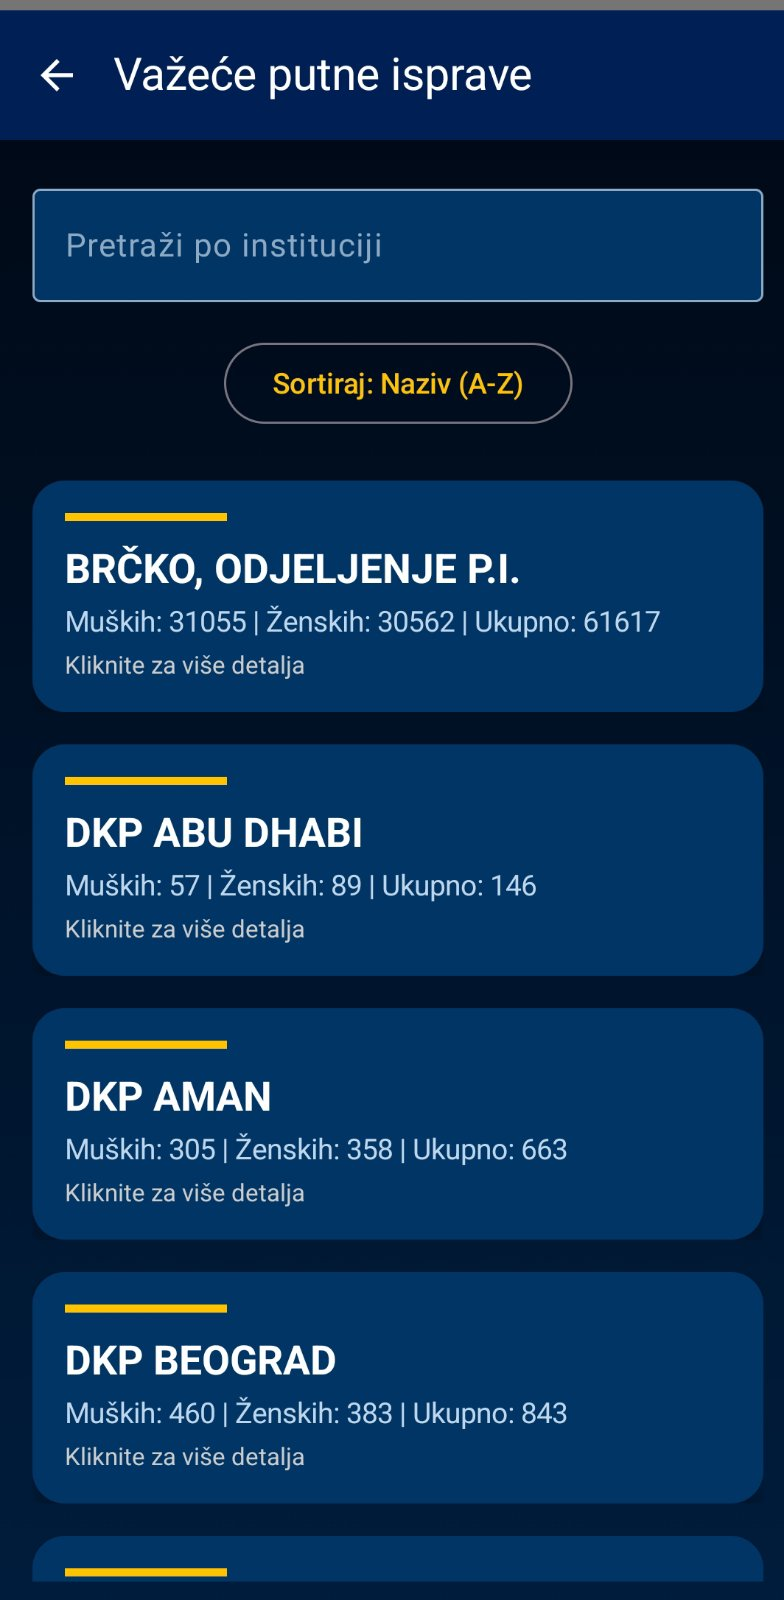 Važeće putne isprave
Pretraži po instituciji
Sortiraj: Naziv (A-Z)
BRČKO, ODJELJENJE P.I.
Muških: 31055 | Ženskih: 30562 | Ukupno: 61617
Kliknite za više detalja
DKP ABU DHABI
Muških: 57 | Ženskih: 89 | Ukupno: 146
Kliknite za više detalja
DKP AMAN
Muških: 305 | Ženskih: 358 | Ukupno: 663
Kliknite za više detalja
DKP BEOGRAD
Muških: 460 | Ženskih: 383 | Ukupno: 843
Kliknite za više detalja